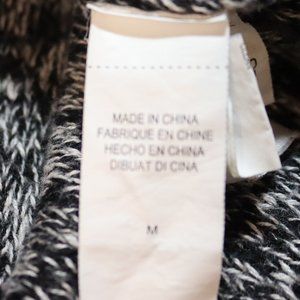 MADE IN CHINA
FABRIQUE EN CHINE
HECHO EN CHINA
DIBUAT DI CINA
M